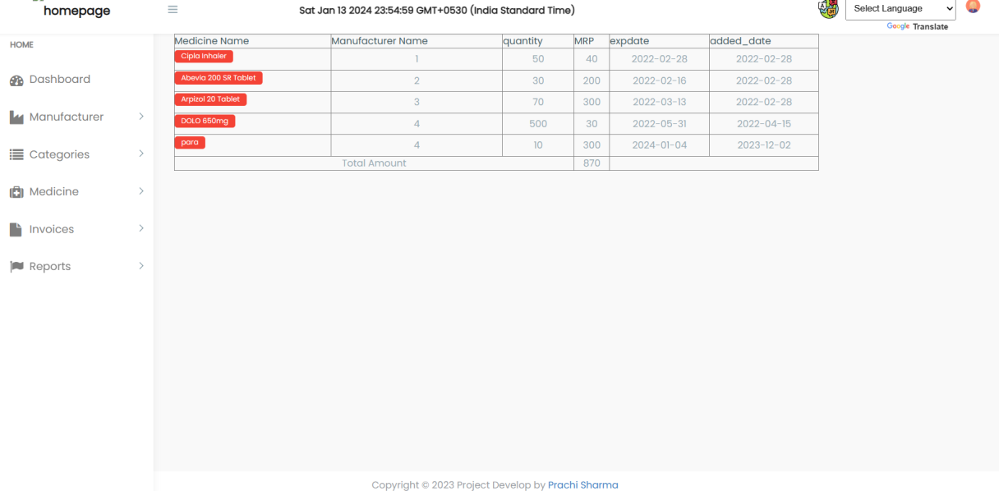 homepage
Sat Jan 13 2024 23:54:59 GMT+0530 (India Standard Time)
Select Language
Google Translate
HOME
Dashboard
Manufacturer
Categories
Medicine
Invoices
Reports
Medicine Name Manufacturer Name quantity MRP expdate added_date
Cipla Inhaler 1 50 40 2022-02-28 2022-02-28
Abevia 200 SR Tablet 2 30 200 2022-02-16 2022-02-28
Arpizol 20 Tablet 3 70 300 2022-03-13 2022-02-28
DOLO 650mg 4 500 30 2022-05-31 2022-04-15
para 4 10 300 2024-01-04 2023-12-02
Total Amount 870
Copyright © 2023 Project Develop by Prachi Sharma